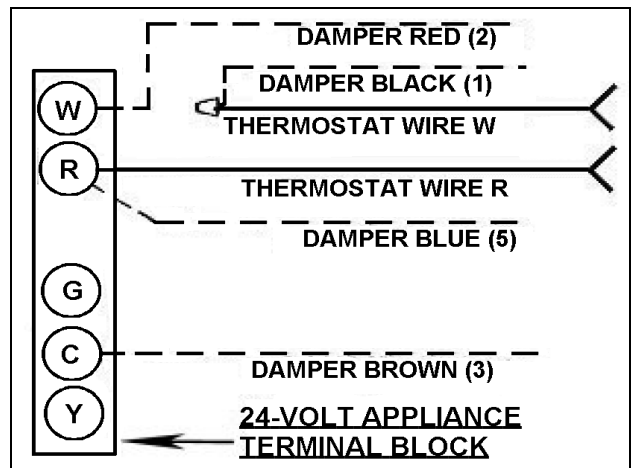 DAMPER RED (2)
DAMPER BLACK (1)
W
THERMOSTAT WIRE W
R
THERMOSTAT WIRE R
DAMPER BLUE (5)
G
C
DAMPER BROWN (3)
Y
24-VOLT APPLIANCE
TERMINAL BLOCK